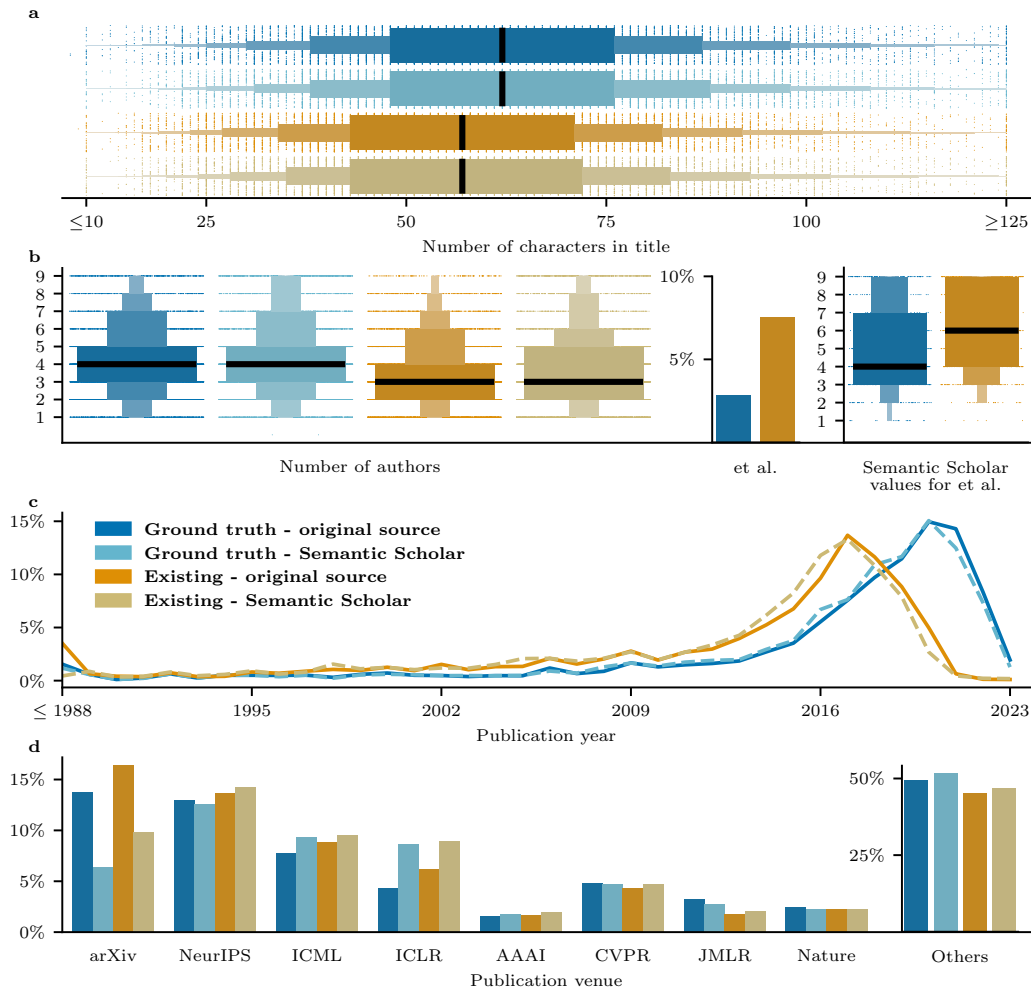 a
≤10 25 50 75 100 ≥125
Number of characters in title
b
9
8
7
6
5
4
3
2
1
Number of authors
10%
5%
et al.
9
8
7
6
5
4
3
2
1
Semantic Scholar
values for et al.
c
15%
10%
5%
0%
Ground truth - original source
Ground truth - Semantic Scholar
Existing - original source
Existing - Semantic Scholar
≤ 1988 1995 2002 2009 2016 2023
Publication year
d
15%
10%
5%
0%
arXiv NeurIPS ICML ICLR AAAI CVPR JMLR Nature
Publication venue
50%
25%
Others